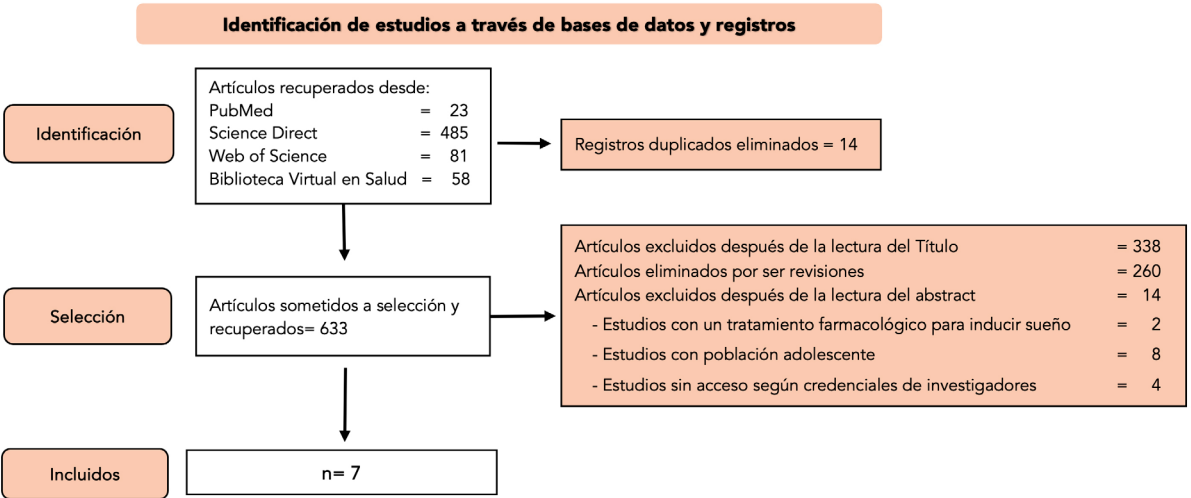 Identificación de estudios a través de bases de datos y registros
Identificación
Artículos recuperados desde:
PubMed = 23
Science Direct = 485
Web of Science = 81
Biblioteca Virtual en Salud = 58
Registros duplicados eliminados = 14
Selección
Artículos sometidos a selección y
recuperados= 633
Artículos excluidos después de la lectura del Título = 338
Artículos eliminados por ser revisiones = 260
Artículos excluidos después de la lectura del abstract = 14
- Estudios con un tratamiento farmacológico para inducir sueño = 2
- Estudios con población adolescente = 8
- Estudios sin acceso según credenciales de investigadores = 4
Incluidos
n= 7